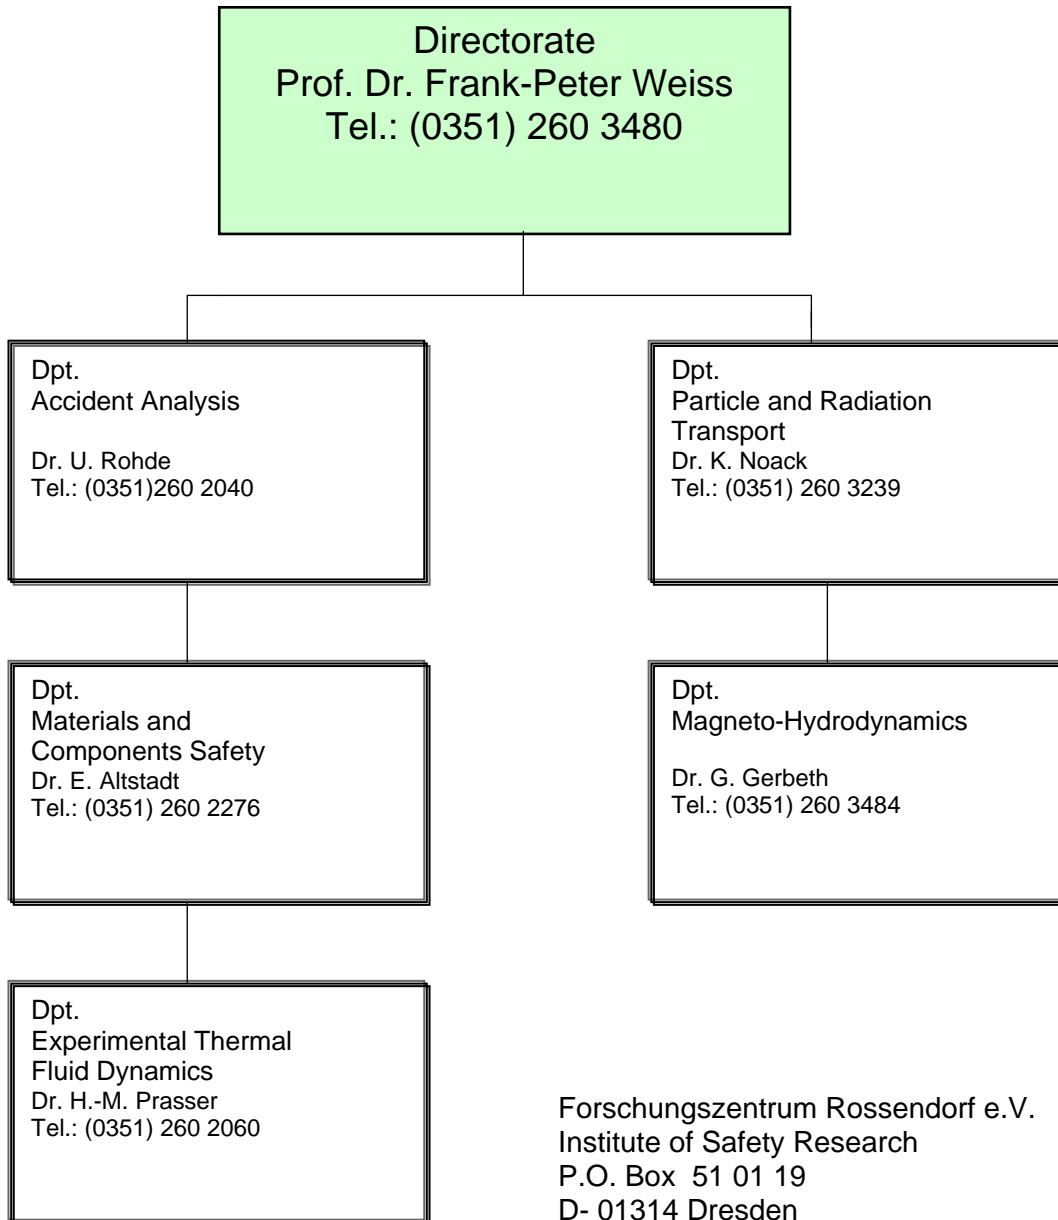 Directorate
Prof. Dr. Frank-Peter Weiss
Tel.: (0351) 260 3480
Dpt.
Accident Analysis
Dr. U. Rohde
Tel.: (0351)260 2040
Dpt.
Particle and Radiation
Transport
Dr. K. Noack
Tel.: (0351) 260 3239
Dpt.
Materials and
Components Safety
Dr. E. Altstadt
Tel.: (0351) 260 2276
Dpt.
Magneto-Hydrodynamics
Dr. G. Gerbeth
Tel.: (0351) 260 3484
Dpt.
Experimental Thermal
Fluid Dynamics
Dr. H.-M. Prasser
Tel.: (0351) 260 2060
Forschungszentrum Rossendorf e.V.
Institute of Safety Research
P.O. Box 51 01 19
D- 01314 Dresden